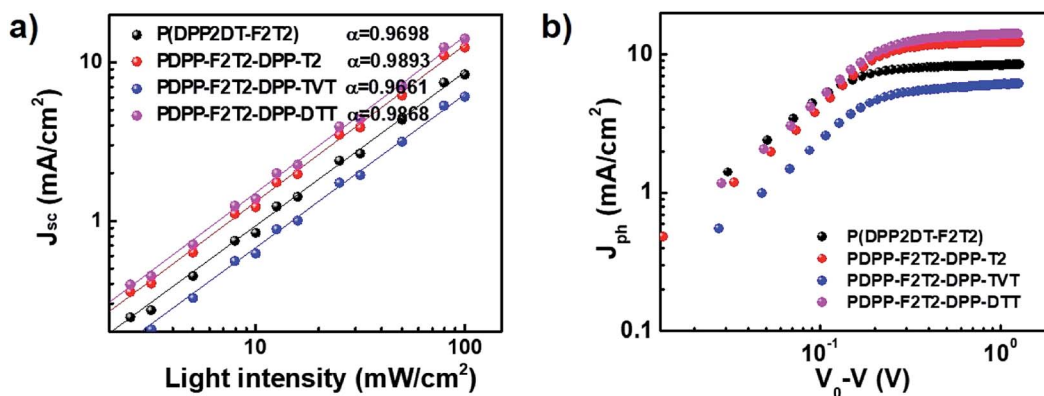 a)
P(DPP2DT-F2T2) α=0.9698
PDPP-F2T2-DPP-T2 α=0.9893
PDPP-F2T2-DPP-TVT α=0.9661
PDPP-F2T2-DPP-DTT α=0.9868
Jsc (mA/cm²)
10
1
10
100
Light intensity (mW/cm²)
b)
Jph (mA/cm²)
10
1
0.1
P(DPP2DT-F2T2)
PDPP-F2T2-DPP-T2
PDPP-F2T2-DPP-TVT
PDPP-F2T2-DPP-DTT
10⁻¹
10⁰
V₀-V (V)